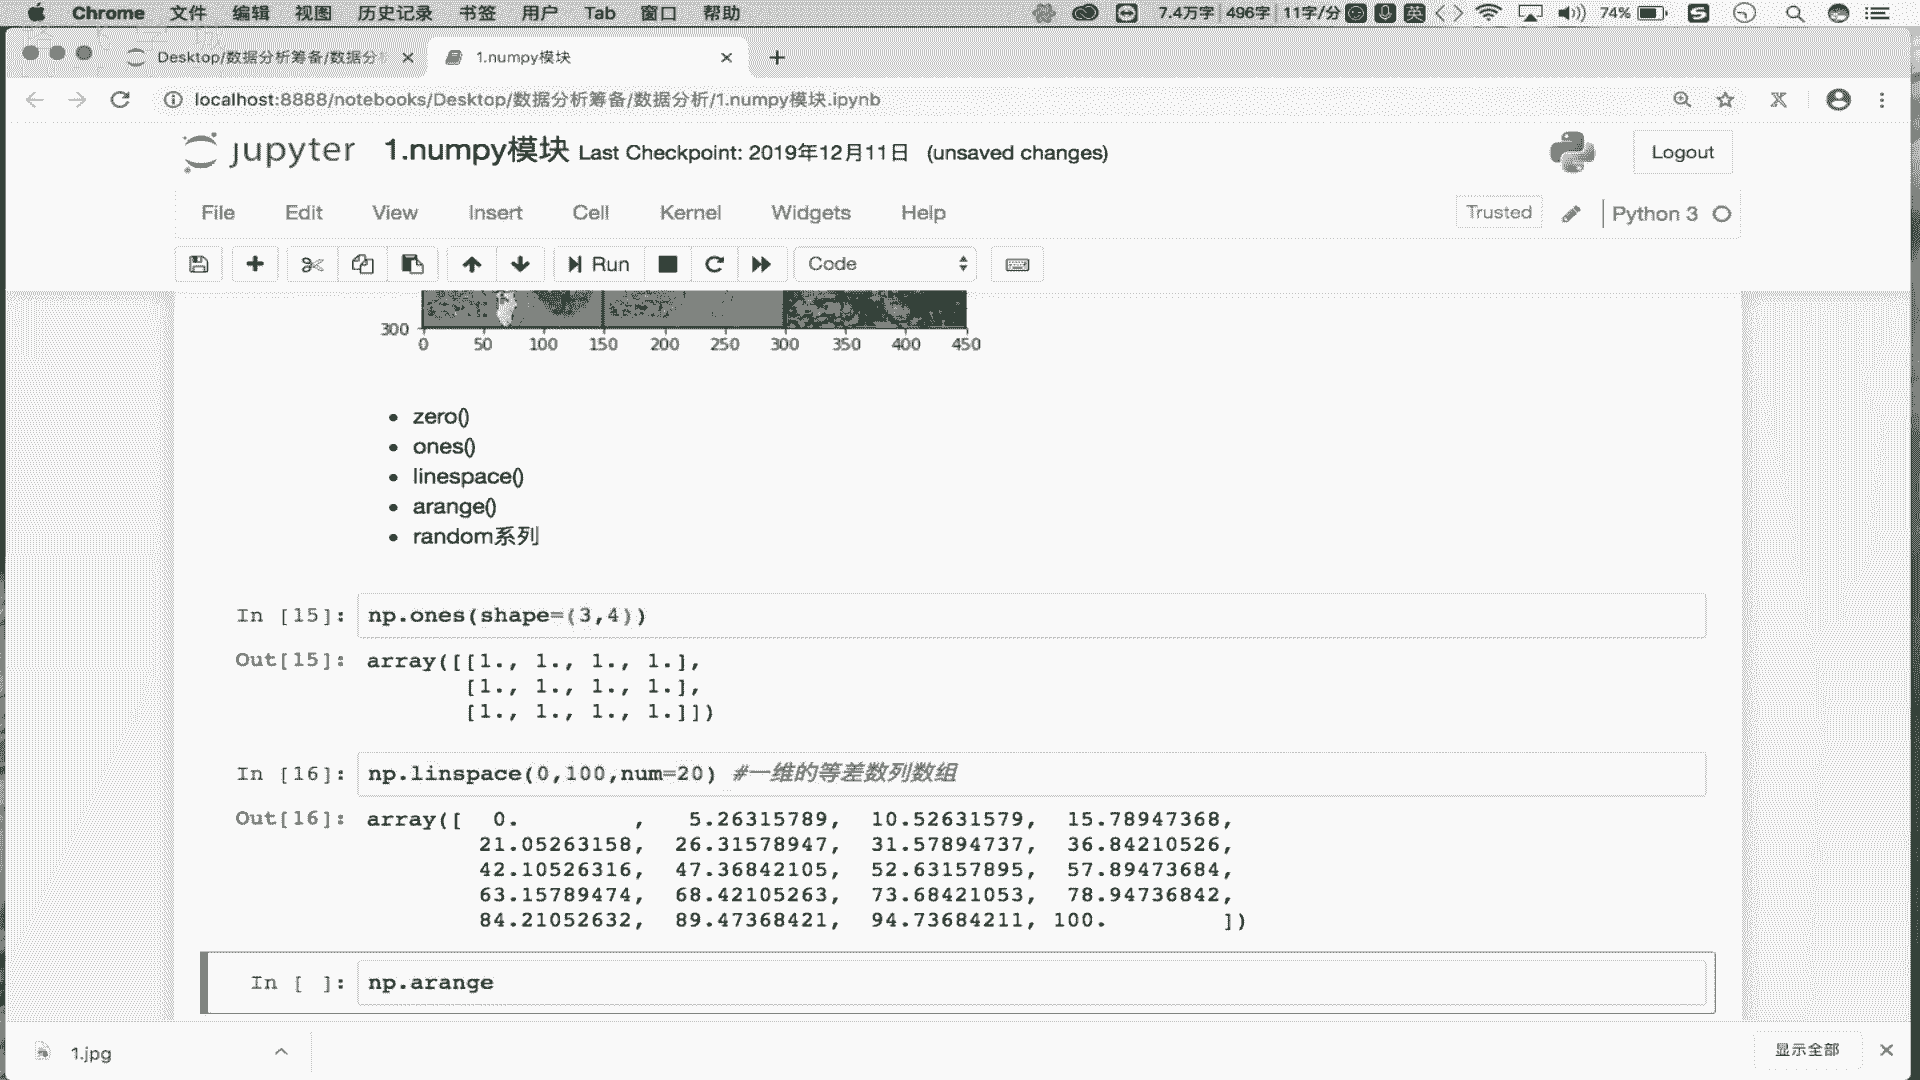 Chrome 文件 编辑 视图 历史记录 书签 用户 Tab 窗口 帮助 7.4万字 496字 11字/分 英 74%
Desktop/数据分析筹备/数据分 1.numpy模块
localhost:8888/notebooks/Desktop/数据分析筹备/数据分析/1.numpy模块.ipynb
jupyter 1.numpy模块 Last Checkpoint: 2019年12月11日 (unsaved changes) Logout
File Edit View Insert Cell Kernel Widgets Help Trusted Python 3
Run Code
300
0 50 100 150 200 250 300 350 400 450
• zero()
• ones()
• linespace()
• arange()
• random系列
In [15]: np.ones(shape=(3,4))
Out[15]: array([[1., 1., 1., 1.],
[1., 1., 1., 1.],
[1., 1., 1., 1.]])
In [16]: np.linspace(0,100,num=20) #一维的等差数列数组
Out[16]: array([ 0. , 5.26315789, 10.52631579, 15.78947368,
21.05263158, 26.31578947, 31.57894737, 36.84210526,
42.10526316, 47.36842105, 52.63157895, 57.89473684,
63.15789474, 68.42105263, 73.68421053, 78.94736842,
84.21052632, 89.47368421, 94.73684211, 100. ])
In [ ]: np.arange
1.jpg 显示全部